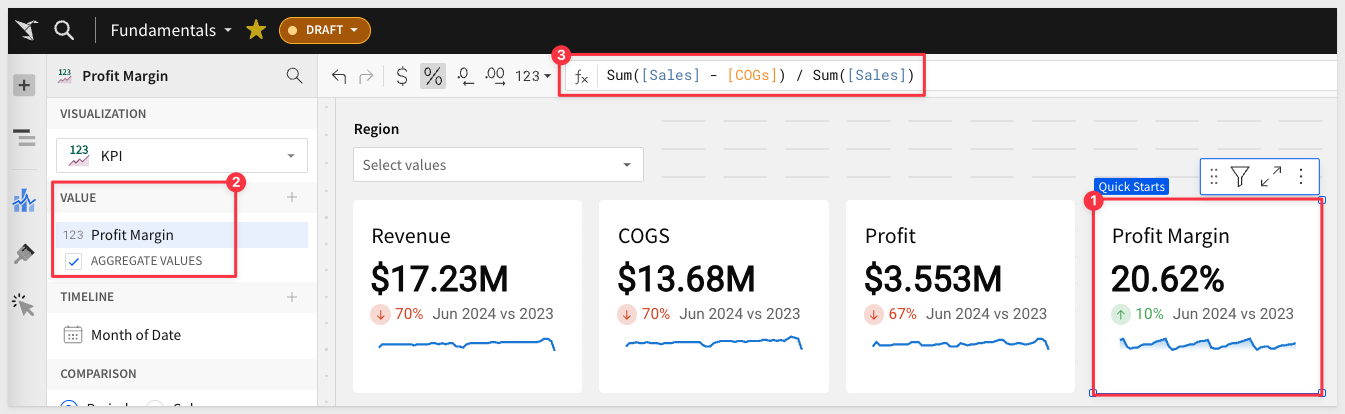 Fundamentals
DRAFT
123 Profit Margin
$ % .0 .00 123
3
fx Sum([Sales] - [COGs]) / Sum([Sales])
VISUALIZATION
123 KPI
2
VALUE
123 Profit Margin
AGGREGATE VALUES
TIMELINE
Month of Date
COMPARISON
Region
Select values
Quick Starts
1
Revenue
$17.23M
70% Jun 2024 vs 2023
COGS
$13.68M
70% Jun 2024 vs 2023
Profit
$3.553M
67% Jun 2024 vs 2023
Profit Margin
20.62%
10% Jun 2024 vs 2023